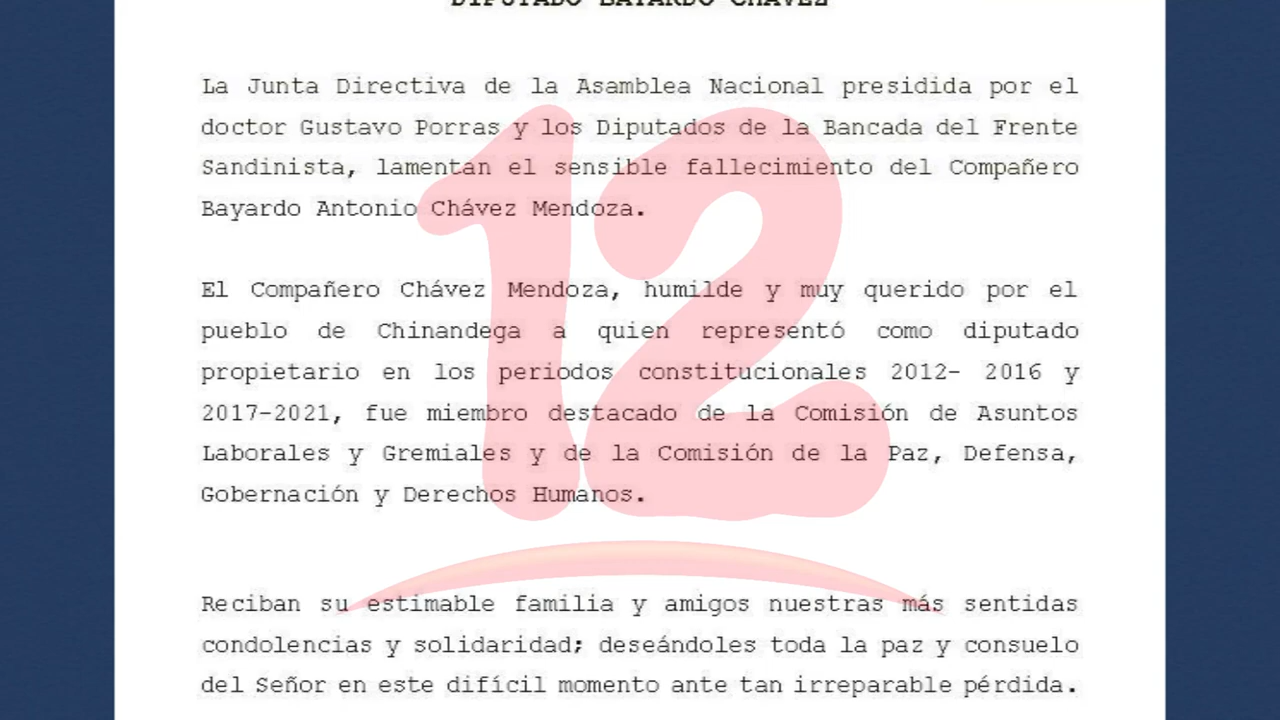 DIPUTADO BAYARDO CHÁVEZ
La Junta Directiva de la Asamblea Nacional presidida por el
doctor Gustavo Porras y los Diputados de la Bancada del Frente
Sandinista, lamentan el sensible fallecimiento del Compañero
Bayardo Antonio Chávez Mendoza.
El Compañero Chávez Mendoza, humilde y muy querido por el
pueblo de Chinandega a quien representó como diputado
propietario en los periodos constitucionales 2012- 2016 y
2017-2021, fue miembro destacado de la Comisión de Asuntos
Laborales y Gremiales y de la Comisión de la Paz, Defensa,
Gobernación y Derechos Humanos.
Reciban su estimable familia y amigos nuestras más sentidas
condolencias y solidaridad; deseándoles toda la paz y consuelo
del Señor en este difícil momento ante tan irreparable pérdida.
12